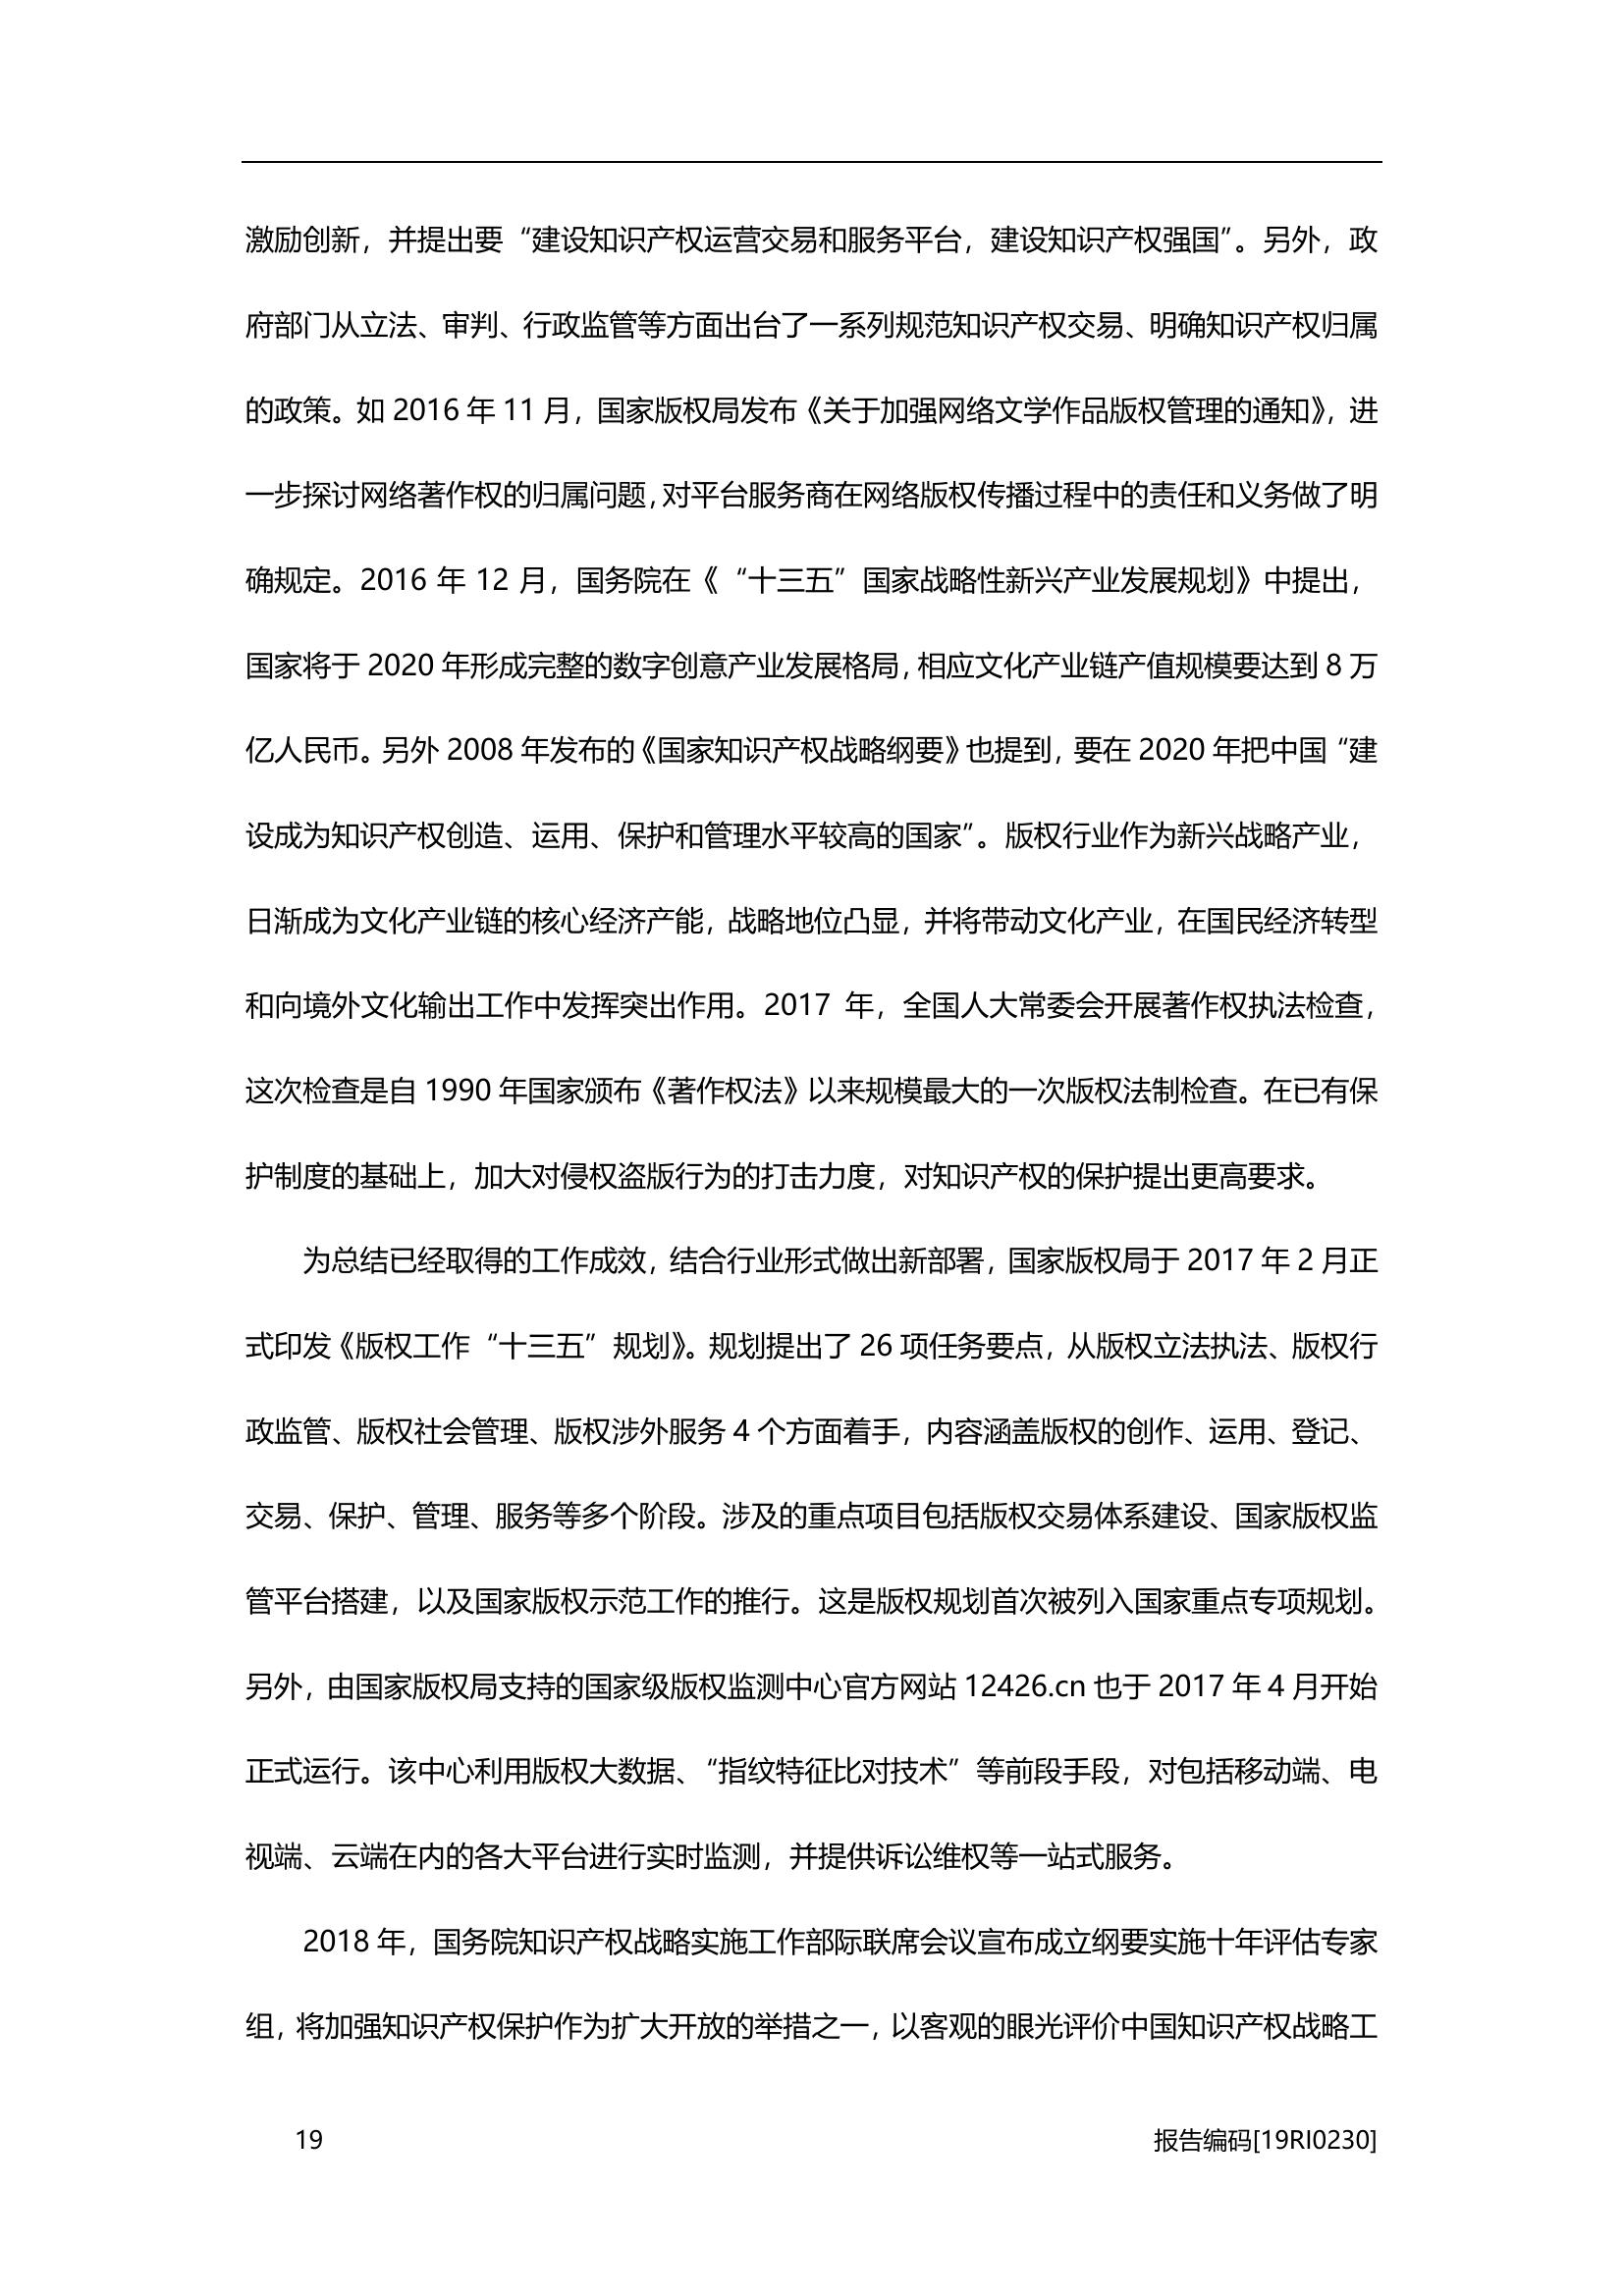 激励创新，并提出要“建设知识产权运营交易和服务平台，建设知识产权强国”。另外，政
府部门从立法、审判、行政监管等方面出台了一系列规范知识产权交易、明确知识产权归属
的政策。如 2016 年 11 月，国家版权局发布《关于加强网络文学作品版权管理的通知》，进
一步探讨网络著作权的归属问题，对平台服务商在网络版权传播过程中的责任和义务做了明
确规定。2016 年 12 月，国务院在《“十三五”国家战略性新兴产业发展规划》中提出，
国家将于 2020 年形成完整的数字创意产业发展格局，相应文化产业链产值规模要达到 8 万
亿人民币。另外 2008 年发布的《国家知识产权战略纲要》也提到，要在 2020 年把中国“建
设成为知识产权创造、运用、保护和管理水平较高的国家”。版权行业作为新兴战略产业，
日渐成为文化产业链的核心经济产能，战略地位凸显，并将带动文化产业，在国民经济转型
和向境外文化输出工作中发挥突出作用。2017 年，全国人大常委会开展著作权执法检查，
这次检查是自 1990 年国家颁布《著作权法》以来规模最大的一次版权法制检查。在已有保
护制度的基础上，加大对侵权盗版行为的打击力度，对知识产权的保护提出更高要求。
为总结已经取得的工作成效，结合行业形式做出新部署，国家版权局于 2017 年 2 月正
式印发《版权工作“十三五”规划》。规划提出了 26 项任务要点，从版权立法执法、版权行
政监管、版权社会管理、版权涉外服务 4 个方面着手，内容涵盖版权的创作、运用、登记、
交易、保护、管理、服务等多个阶段。涉及的重点项目包括版权交易体系建设、国家版权监
管平台搭建，以及国家版权示范工作的推行。这是版权规划首次被列入国家重点专项规划。
另外，由国家版权局支持的国家级版权监测中心官方网站 12426.cn 也于 2017 年 4 月开始
正式运行。该中心利用版权大数据、“指纹特征比对技术”等前段手段，对包括移动端、电
视端、云端在内的各大平台进行实时监测，并提供诉讼维权等一站式服务。
2018 年，国务院知识产权战略实施工作部际联席会议宣布成立纲要实施十年评估专家
组，将加强知识产权保护作为扩大开放的举措之一，以客观的眼光评价中国知识产权战略工
19 报告编码[19RI0230]